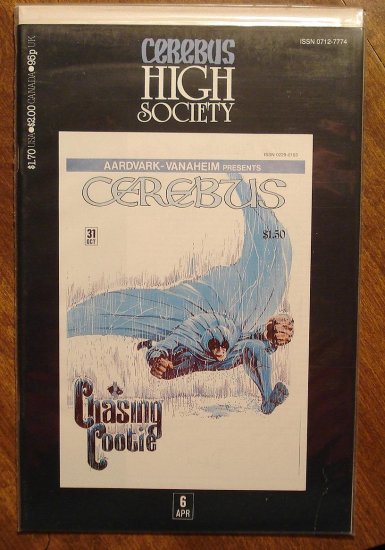 CEREBUS
HIGH
SOCIETY
ISSN 0712-7774
$1.70 USA●$2.00 CANADA●95p UK
AARDVARK-VANAHEIM PRESENTS
CEREBUS
31
OCT
$1.50
Chasing
Cootie
6
APR